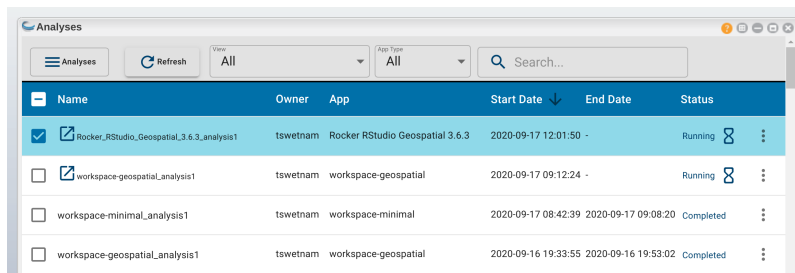 Analyses
?
Analyses
Refresh
View
All
App Type
All
Search...
Name Owner App Start Date End Date Status
Rocker_RStudio_Geospatial_3.6.3_analysis1 tswetnam Rocker RStudio Geospatial 3.6.3 2020-09-17 12:01:50 - Running
workspace-geospatial_analysis1 tswetnam workspace-geospatial 2020-09-17 09:12:24 - Running
workspace-minimal_analysis1 tswetnam workspace-minimal 2020-09-17 08:42:39 2020-09-17 09:08:20 Completed
workspace-geospatial_analysis1 tswetnam workspace-geospatial 2020-09-16 19:33:55 2020-09-16 19:53:02 Completed